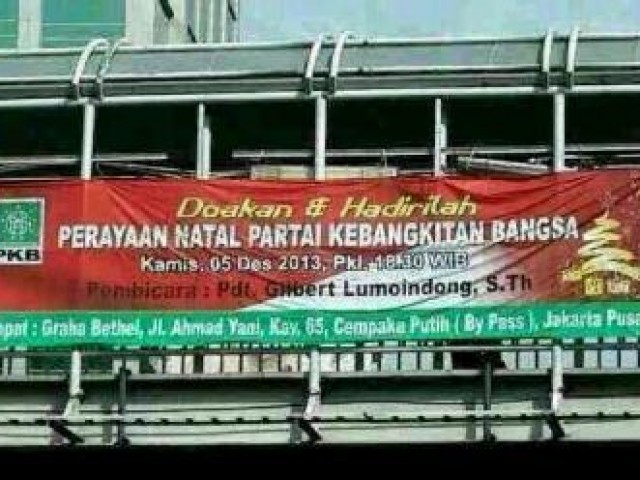 Doakan & Hadirilah
PKB
PERAYAAN NATAL PARTAI KEBANGKITAN BANGSA
Kamis, 05 Des 2013, Pkl. 18.30 WIB
Pembicara : Pdt. Gilbert Lumoindong, S.Th
pat : Graha Bethel, Jl. Ahmad Yani, Kav. 65, Cempaka Putih ( By Pass ), Jakarta Pusa